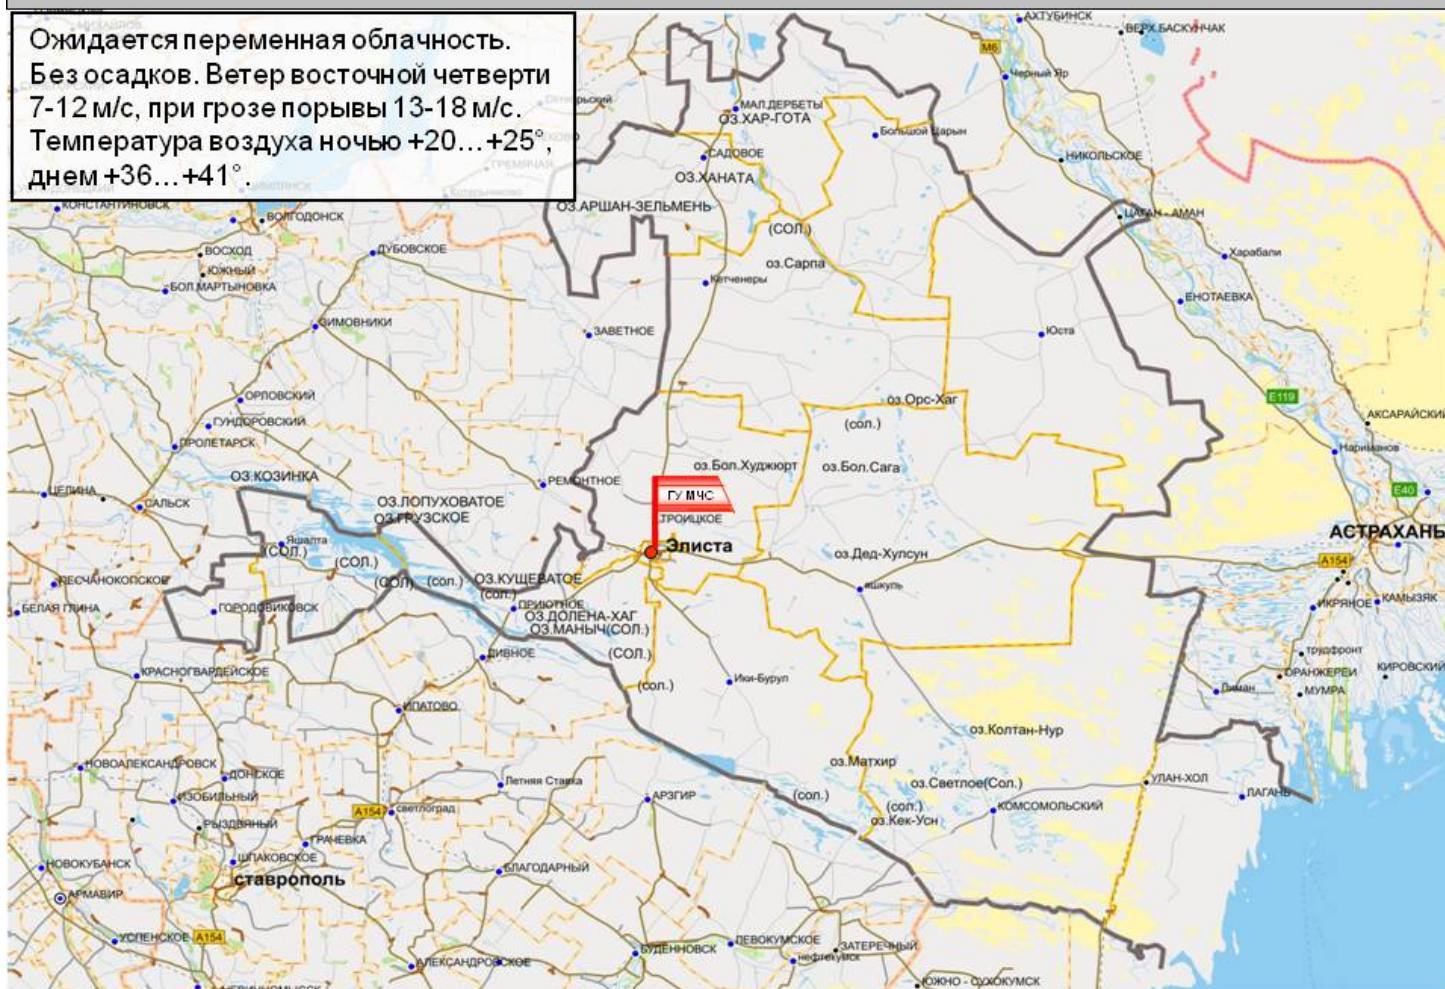 Ожидается переменная облачность.
Без осадков. Ветер восточной четверти
7-12 м/с, при грозе порывы 13-18 м/с.
Температура воздуха ночью +20…+25°,
днем +36…+41°.
АХТУБИНСК
ВЕРХ.БАСКУНЧАК
М6
Черный Яр
МАЛ.ДЕРБЕТЫ
ОЗ.ХАР-ГОТА
Большой Царын
САДОВОЕ
НИКОЛЬСКОЕ
ОЗ.ХАНАТА
КОНСТАНТИНОВСК
ВОЛГОДОНСК
ОЗ.АРШАН-ЗЕЛЬМЕНЬ
ЦАГАН - АМАН
(СОЛ.)
ВОСХОД
ДУБОВСКОЕ
Харабали
ЮЖНЫЙ
оз.Сарпа
БОЛ.МАРТЫНОВКА
Кетченеры
ЕНОТАЕВКА
ЗИМОВНИКИ
ЗАВЕТНОЕ
Юста
ОРЛОВСКИЙ
оз.Орс-Хаг
Е119
ГУНДОРОВСКИЙ
(сол.)
АКСАРАЙСКИЙ
ПРОЛЕТАРСК
Нариманов
оз.Бол.Худжюрт
оз.Бол.Сага
ОЗ.КОЗИНКА
РЕМОНТНОЕ
ЦЕЛИНА
ГУ МЧС
Е40
САЛЬСК
ОЗ.ЛОПУХОВАТОЕ
ОЗ.ГРУЗСКОЕ
ТРОИЦКОЕ
АСТРАХАНЬ
Яшалта
Элиста
(СОЛ.)
(СОЛ.)
оз.Дед-Хулсун
А154
ПЕСЧАНОКОПСКОЕ
(СОЛ)
(сол.)
ОЗ.КУЩЕВАТОЕ
(сол.)
яшкуль
БЕЛАЯ ГЛИНА
ГОРОДОВИКОВСК
ПРИЮТНОЕ
ИКРЯНОЕ
КАМЫЗЯК
ОЗ.ДОЛЕНА-ХАГ
ОЗ.МАНЫЧ(СОЛ.)
ДИВНОЕ
(СОЛ.)
трудфронт
КРАСНОГВАРДЕЙСКОЕ
ОРАНЖЕРЕИ
КИРОВСКИЙ
(сол.)
Ики-Бурул
Лиман
МУМРА
ИПАТОВО
оз.Колтан-Нур
НОВОАЛЕКСАНДРОВСК
оз.Матхир
ДОНСКОЕ
Летняя Ставка
оз.Светлое(Сол.)
УЛАН-ХОЛ
ИЗОБИЛЬНЫЙ
АРЗГИР
(сол.)
ЛАГАНЬ
А154
светлоград
(сол.)
КОМСОМОЛЬСКИЙ
РЫЗДВЯНЫЙ
оз.Кек-Усн
ГРАЧЕВКА
НОВОКУБАНСК
ШПАКОВСКОЕ
БЛАГОДАРНЫЙ
ставрополь
АРМАВИР
УСПЕНСКОЕ
А154
БУДЕННОВСК
ЛЕВОКУМСКОЕ
ЗАТЕРЕЧНЫЙ
АЛЕКСАНДРОВСКОЕ
нефтекумск
ЮЖНО - СУХОКУМСК